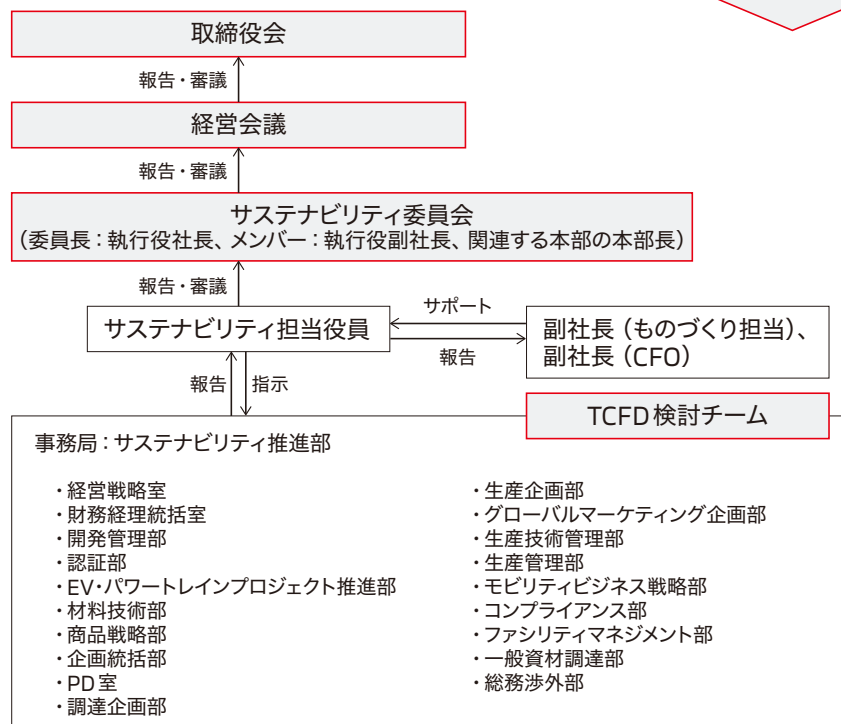 取締役会
報告・審議
経営会議
報告・審議
サステナビリティ委員会
（委員長：執行役社長、メンバー：執行役副社長、関連する本部の本部長）
報告・審議
サステナビリティ担当役員
サポート
報告
副社長（ものづくり担当）、
副社長（CFO）
報告
指示
TCFD検討チーム
事務局：サステナビリティ推進部
・経営戦略室
・財務経理統括室
・開発管理部
・認証部
・EV・パワートレインプロジェクト推進部
・材料技術部
・商品戦略部
・企画統括部
・PD室
・調達企画部
・生産企画部
・グローバルマーケティング企画部
・生産技術管理部
・生産管理部
・モビリティビジネス戦略部
・コンプライアンス部
・ファシリティマネジメント部
・一般資材調達部
・総務渉外部